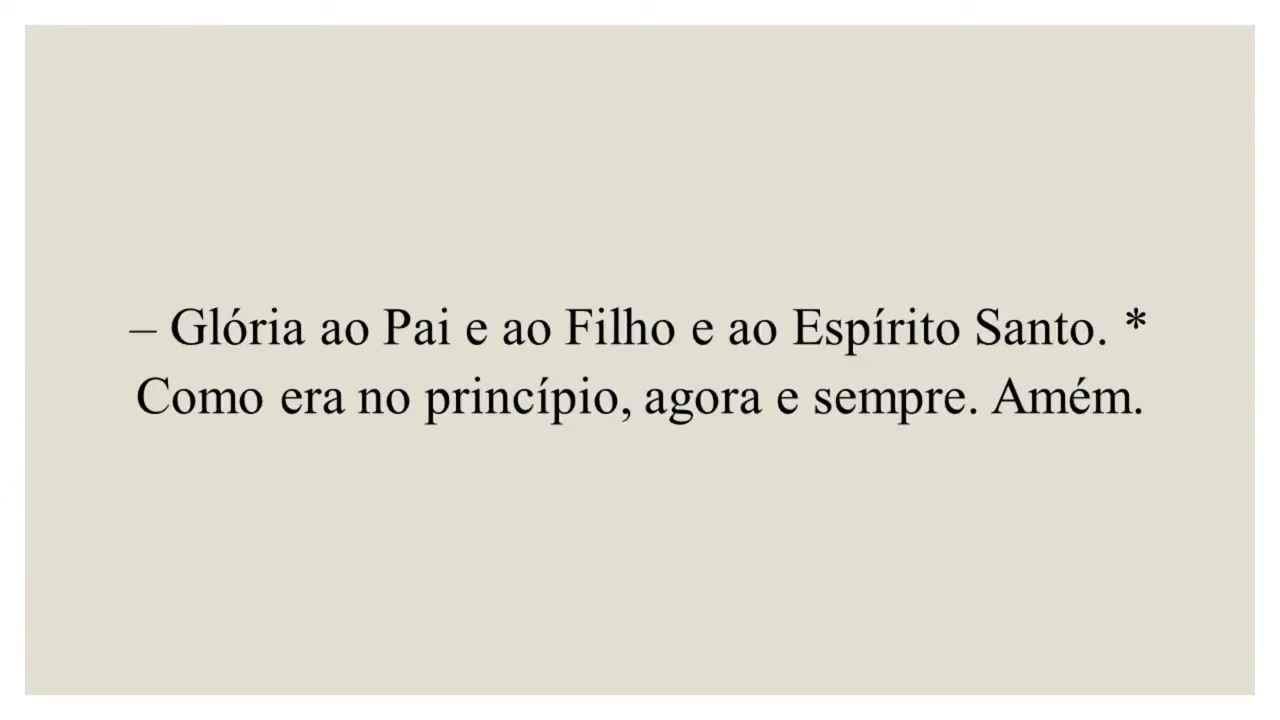 – Glória ao Pai e ao Filho e ao Espírito Santo. *
Como era no princípio, agora e sempre. Amém.